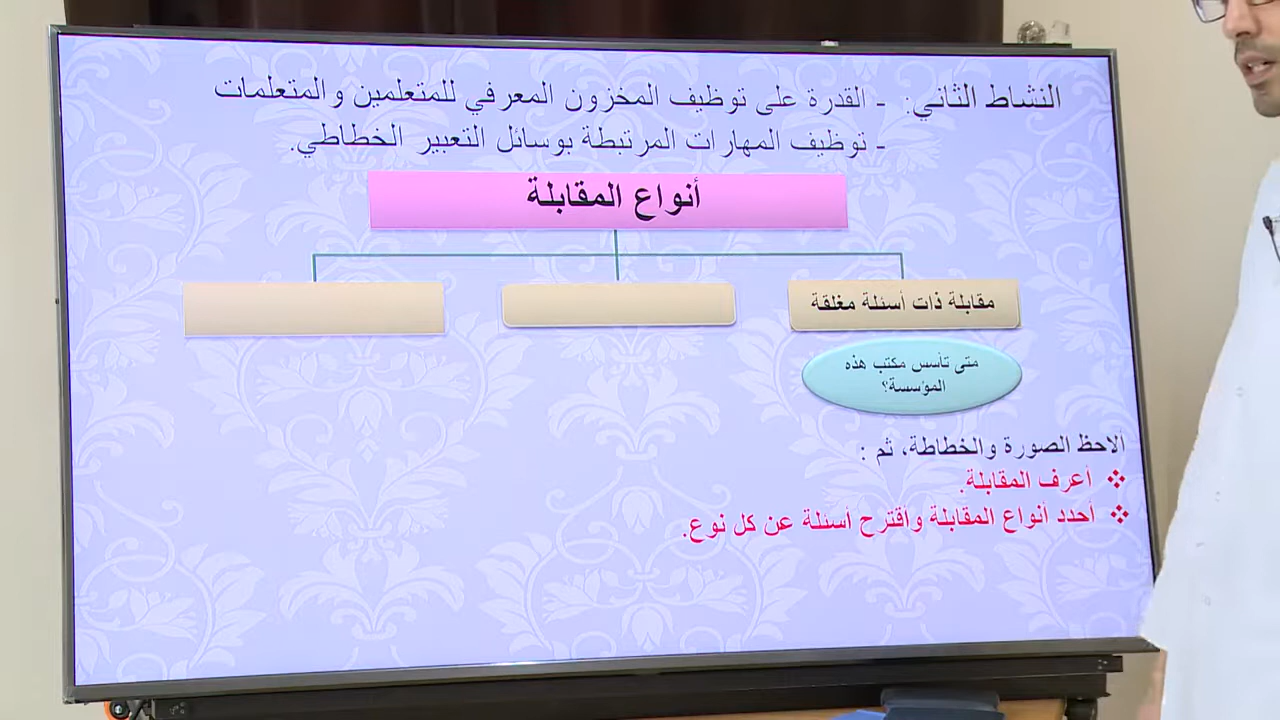 النشاط الثاني: - القدرة على توظيف المخزون المعرفي للمتعلمين والمتعلمات
- توظيف المهارات المرتبطة بوسائل التعبير الخطاطي.
أنواع المقابلة
مقابلة ذات أسئلة مغلقة
متى تأسس مكتب هذه
المؤسسة؟
الاحظ الصورة والخطاطة، ثم :
أعرف المقابلة.
أحدد أنواع المقابلة وأقترح أسئلة عن كل نوع.